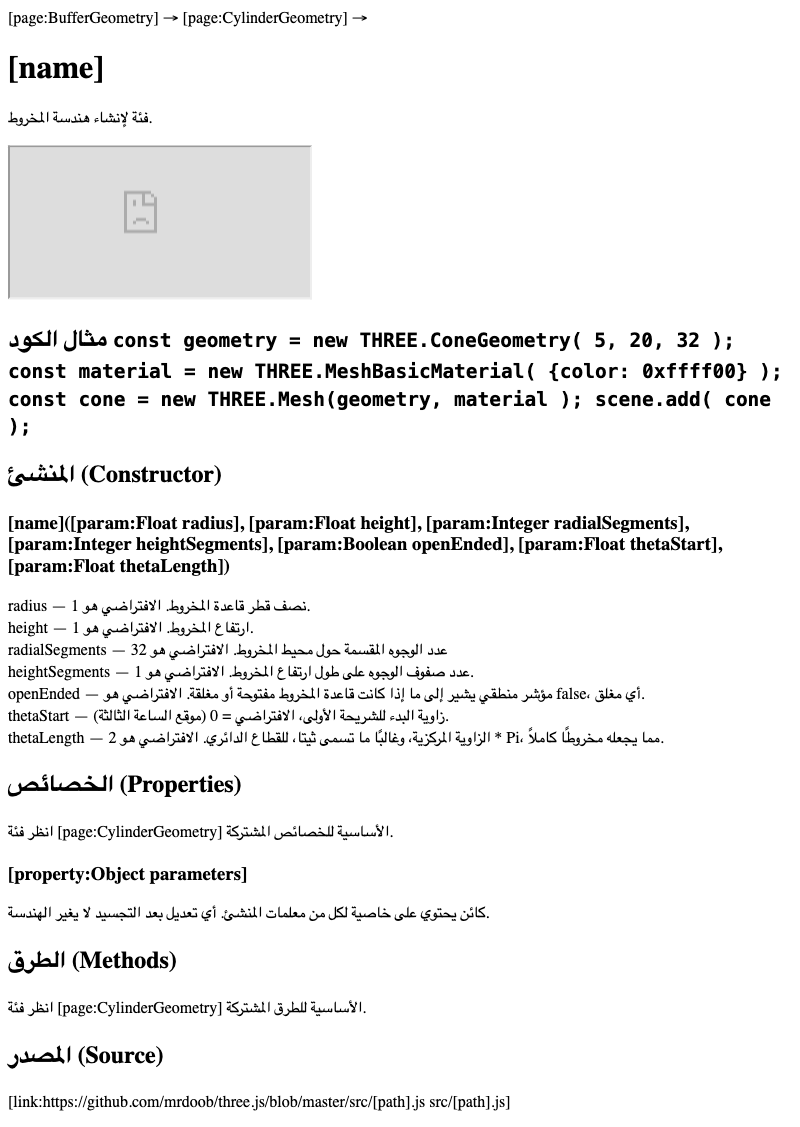 [page:BufferGeometry] → [page:CylinderGeometry] →
[name]
فئة لإنشاء هندسة المخروط.
مثال الكود const geometry = new THREE.ConeGeometry( 5, 20, 32 );
const material = new THREE.MeshBasicMaterial( {color: 0xffff00} );
const cone = new THREE.Mesh(geometry, material ); scene.add( cone
);
المنشئ (Constructor)
[name]([param:Float radius], [param:Float height], [param:Integer radialSegments],
[param:Integer heightSegments], [param:Boolean openEnded], [param:Float thetaStart],
[param:Float thetaLength])
radius — نصف قطر قاعدة المخروط. الافتراضي هو 1.
height — ارتفاع المخروط. الافتراضي هو 1.
radialSegments — عدد الوجوه المقسمة حول محيط المخروط. الافتراضي هو 32
heightSegments — عدد صفوف الوجوه على طول ارتفاع المخروط. الافتراضي هو 1.
openEnded — مؤشر منطقي يشير إلى ما إذا كانت قاعدة المخروط مفتوحة أو مغلقة. الافتراضي هو false، أي مغلق.
thetaStart — زاوية البدء للشريحة الأولى، الافتراضي = 0 (موقع الساعة الثالثة).
thetaLength — الزاوية المركزية، وغالبًا ما تسمى ثيتا، للقطاع الدائري. الافتراضي هو 2 * Pi، مما يجعله مخروطًا كاملاً.
الخصائص (Properties)
انظر فئة [page:CylinderGeometry] الأساسية للخصائص المشتركة.
[property:Object parameters]
كائن يحتوي على خاصية لكل من معلمات المنشئ. أي تعديل بعد التجسيد لا يغير الهندسة.
الطرق (Methods)
انظر فئة [page:CylinderGeometry] الأساسية للطرق المشتركة.
المصدر (Source)
[link:https://github.com/mrdoob/three.js/blob/master/src/[path].js src/[path].js]